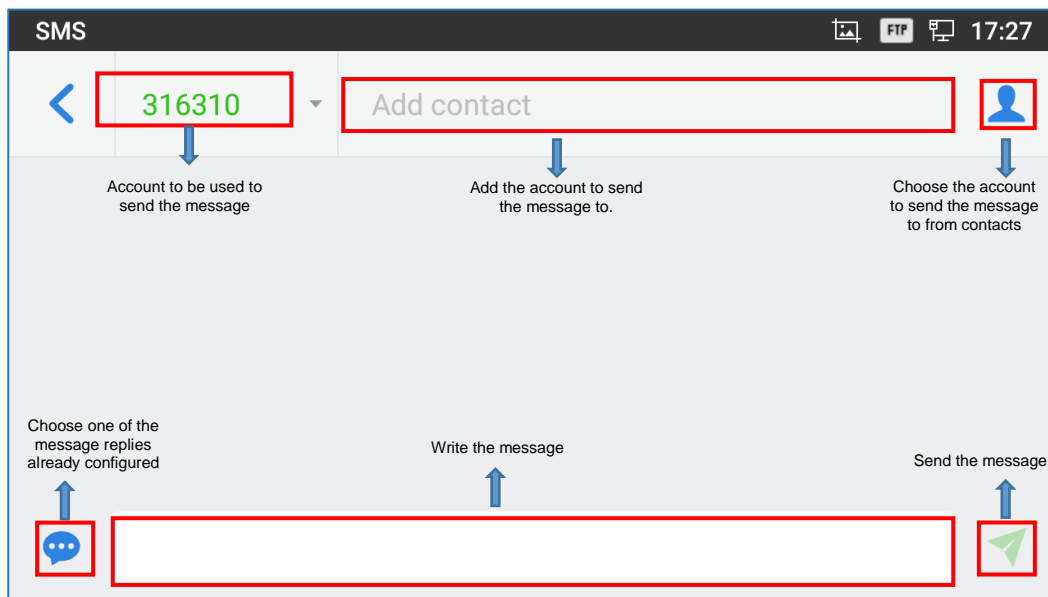 SMS
FTP
17:27
316310
Add contact
Account to be used to
send the message
Add the account to send
the message to.
Choose the account
to send the message
to from contacts
Choose one of the
message replies
already configured
Write the message
Send the message